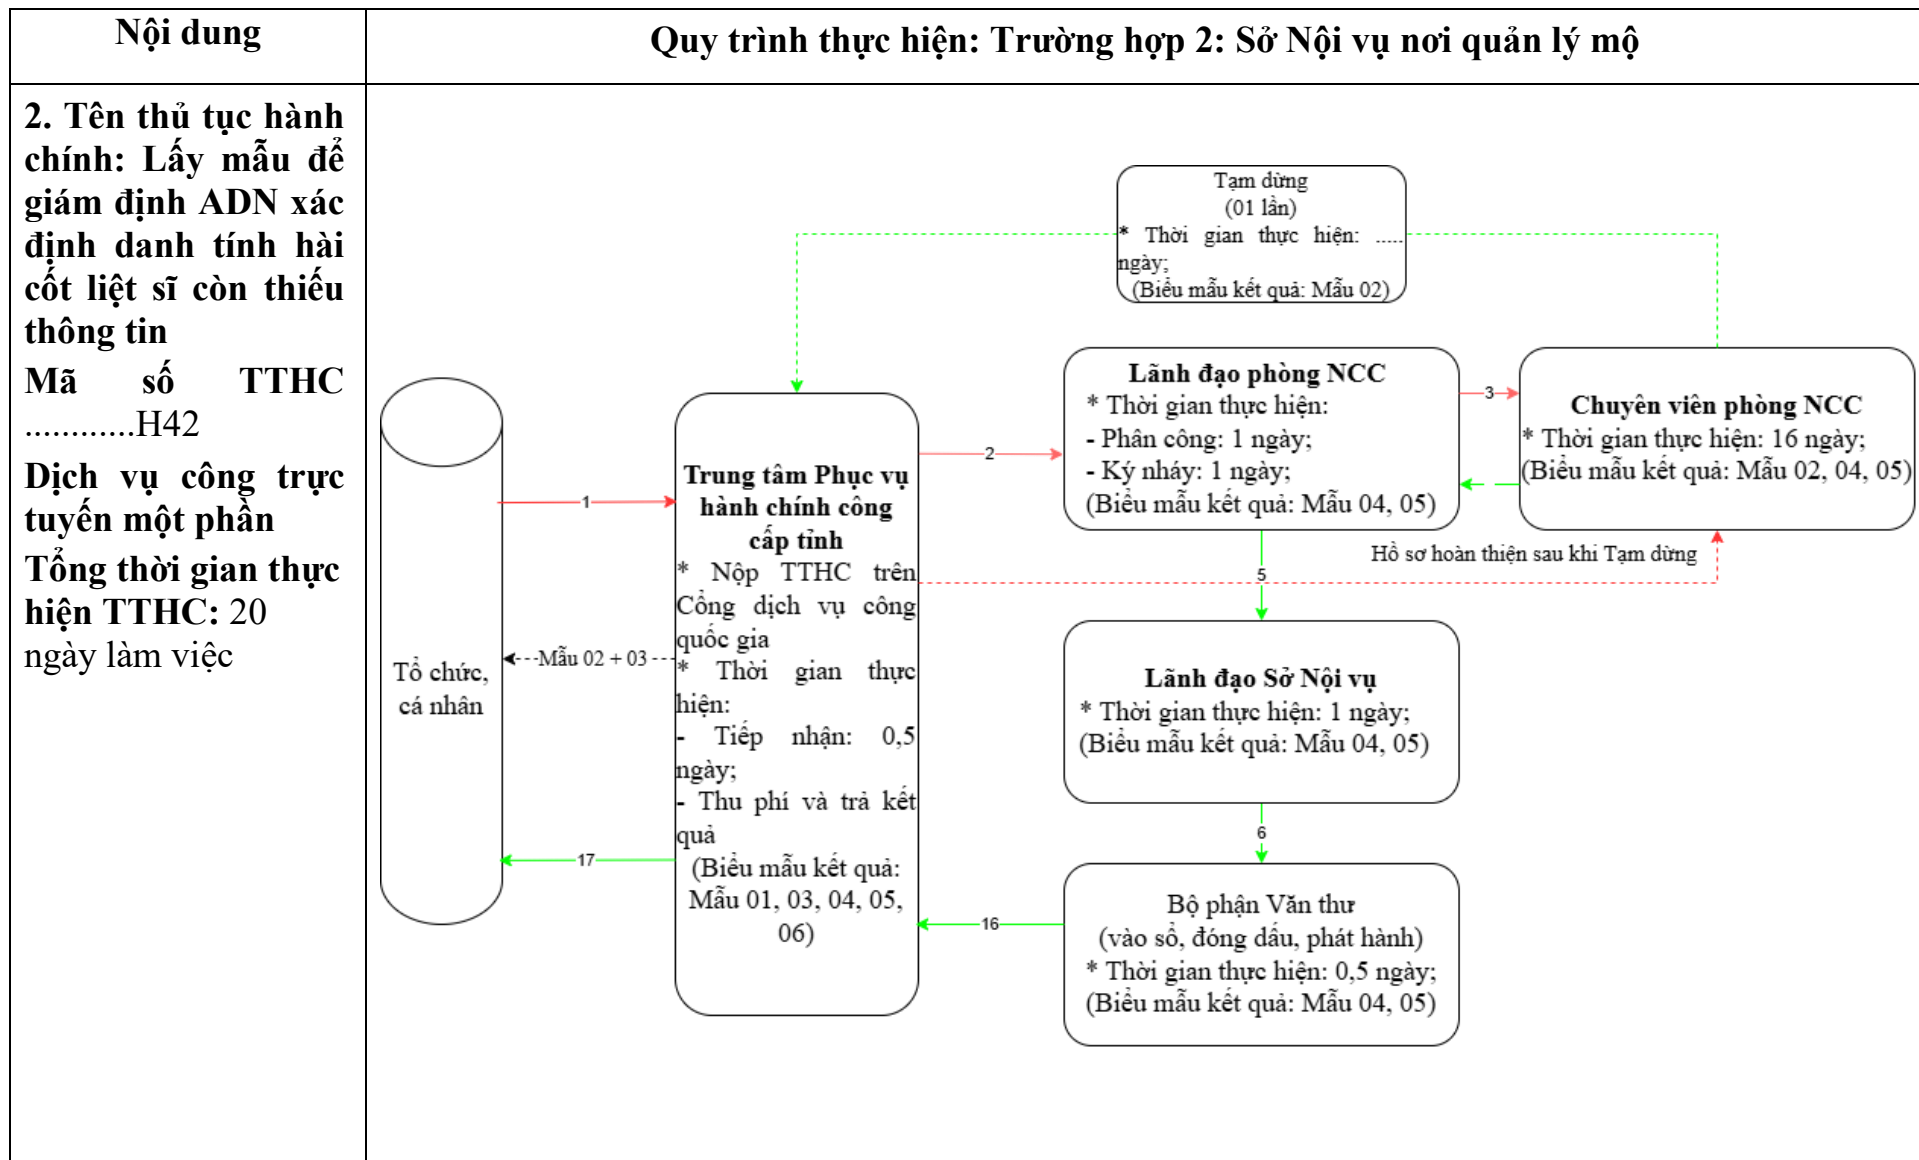 Nội dung
Quy trình thực hiện: Trường hợp 2: Sở Nội vụ nơi quản lý mộ
2. Tên thủ tục hành
chính: Lấy mẫu để
giám định ADN xác
định danh tính hài
cốt liệt sĩ còn thiếu
thông tin
Mã số TTHC
............H42
Dịch vụ công trực
tuyến một phần
Tổng thời gian thực
hiện TTHC: 20
ngày làm việc
Tạm dừng
(01 lần)
* Thời gian thực hiện: .....
ngày;
(Biểu mẫu kết quả: Mẫu 02)
Lãnh đạo phòng NCC
* Thời gian thực hiện:
- Phân công: 1 ngày;
- Ký nháy: 1 ngày;
(Biểu mẫu kết quả: Mẫu 04, 05)
3
Chuyên viên phòng NCC
* Thời gian thực hiện: 16 ngày;
(Biểu mẫu kết quả: Mẫu 02, 04, 05)
2
1
Trung tâm Phục vụ
hành chính công
cấp tỉnh
* Nộp TTHC trên
Cổng dịch vụ công
quốc gia
* Thời gian thực
hiện:
- Tiếp nhận: 0,5
ngày;
- Thu phí và trả kết
quả
(Biểu mẫu kết quả:
Mẫu 01, 03, 04, 05,
06)
Hồ sơ hoàn thiện sau khi Tạm dừng
5
Mẫu 02 + 03
Tổ chức,
cá nhân
Lãnh đạo Sở Nội vụ
* Thời gian thực hiện: 1 ngày;
(Biểu mẫu kết quả: Mẫu 04, 05)
6
17
Bộ phận Văn thư
(vào sổ, đóng dấu, phát hành)
* Thời gian thực hiện: 0,5 ngày;
(Biểu mẫu kết quả: Mẫu 04, 05)
16